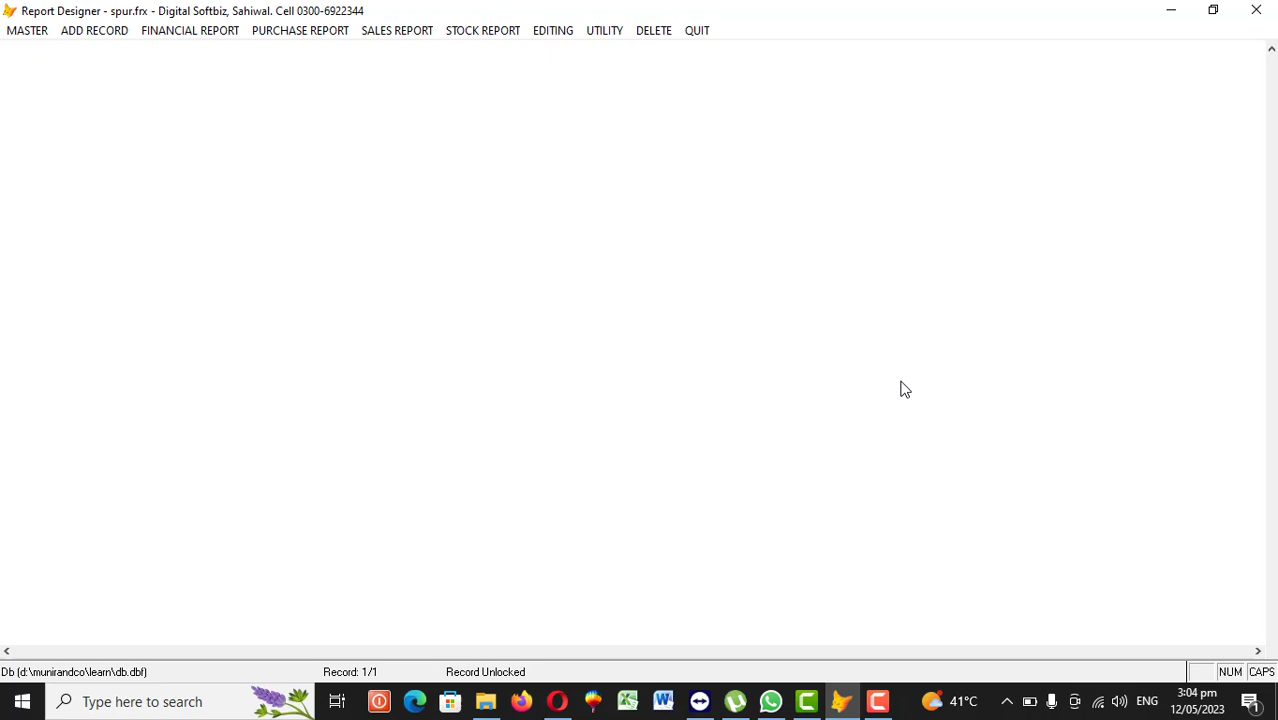 Report Designer - spur.frx - Digital Softbiz, Sahiwal. Cell 0300-6922344
MASTER ADD RECORD FINANCIAL REPORT PURCHASE REPORT SALES REPORT STOCK REPORT EDITING UTILITY DELETE QUIT
Db (d:\munirandco\learn\db.dbf) Record: 1/1 Record Unlocked NUM CAPS
Type here to search 41°C ENG 3:04 pm
12/05/2023 1